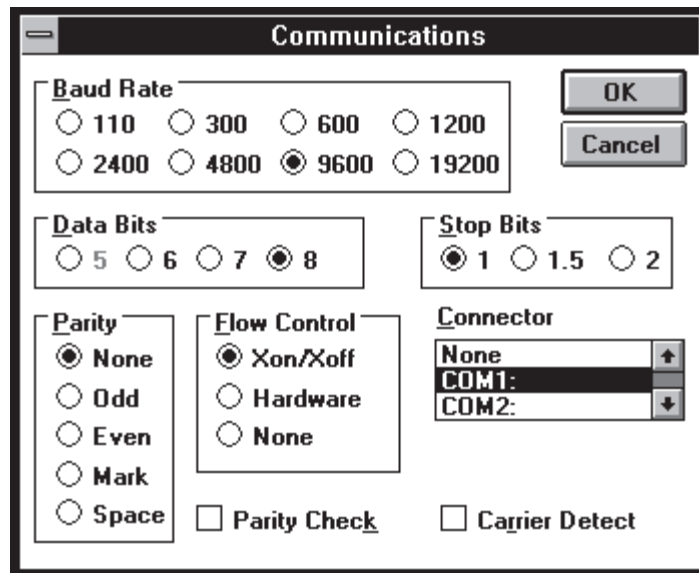 Communications
Baud Rate
110 300 600 1200
2400 4800 9600 19200
OK
Cancel
Data Bits
5 6 7 8
Stop Bits
1 1.5 2
Parity
None
Odd
Even
Mark
Space
Flow Control
Xon/Xoff
Hardware
None
Connector
None
COM1:
COM2:
Parity Check
Carrier Detect